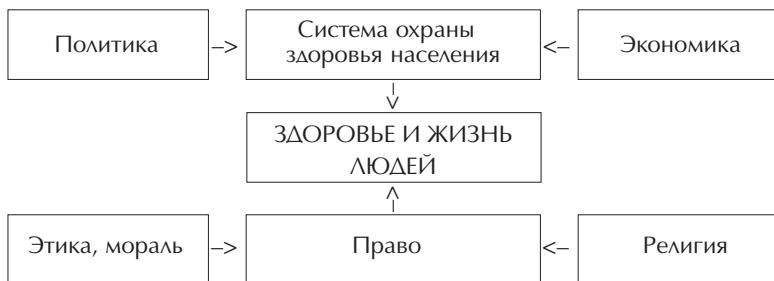 Политика
Система охраны
здоровья населения
Экономика
ЗДОРОВЬЕ И ЖИЗНЬ
ЛЮДЕЙ
Этика, мораль
Право
Религия